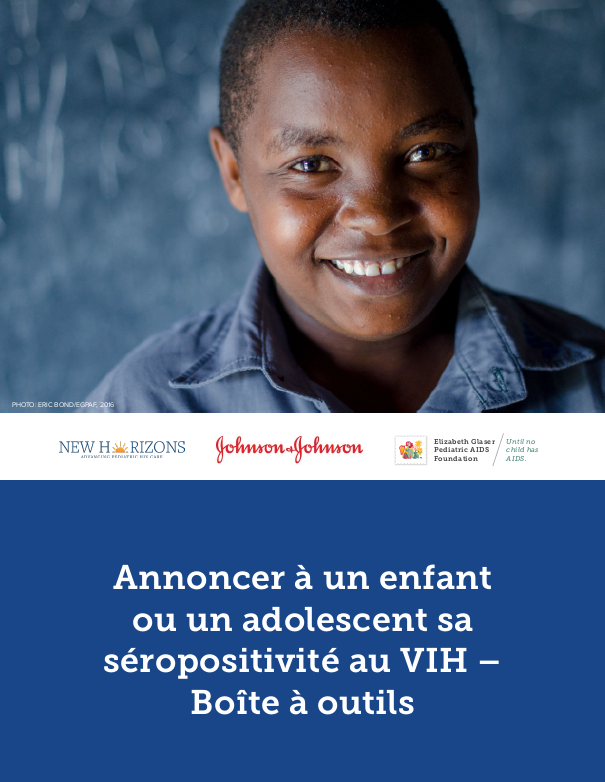 PHOTO: ERIC BOND/EGPAF, 2016
NEW HORIZONS
ADVANCING PEDIATRIC HIV CARE
Johnson & Johnson
Elizabeth Glaser
Pediatric AIDS
Foundation
Until no
child has
AIDS.
Annoncer à un enfant
ou un adolescent sa
séropositivité au VIH –
Boîte à outils